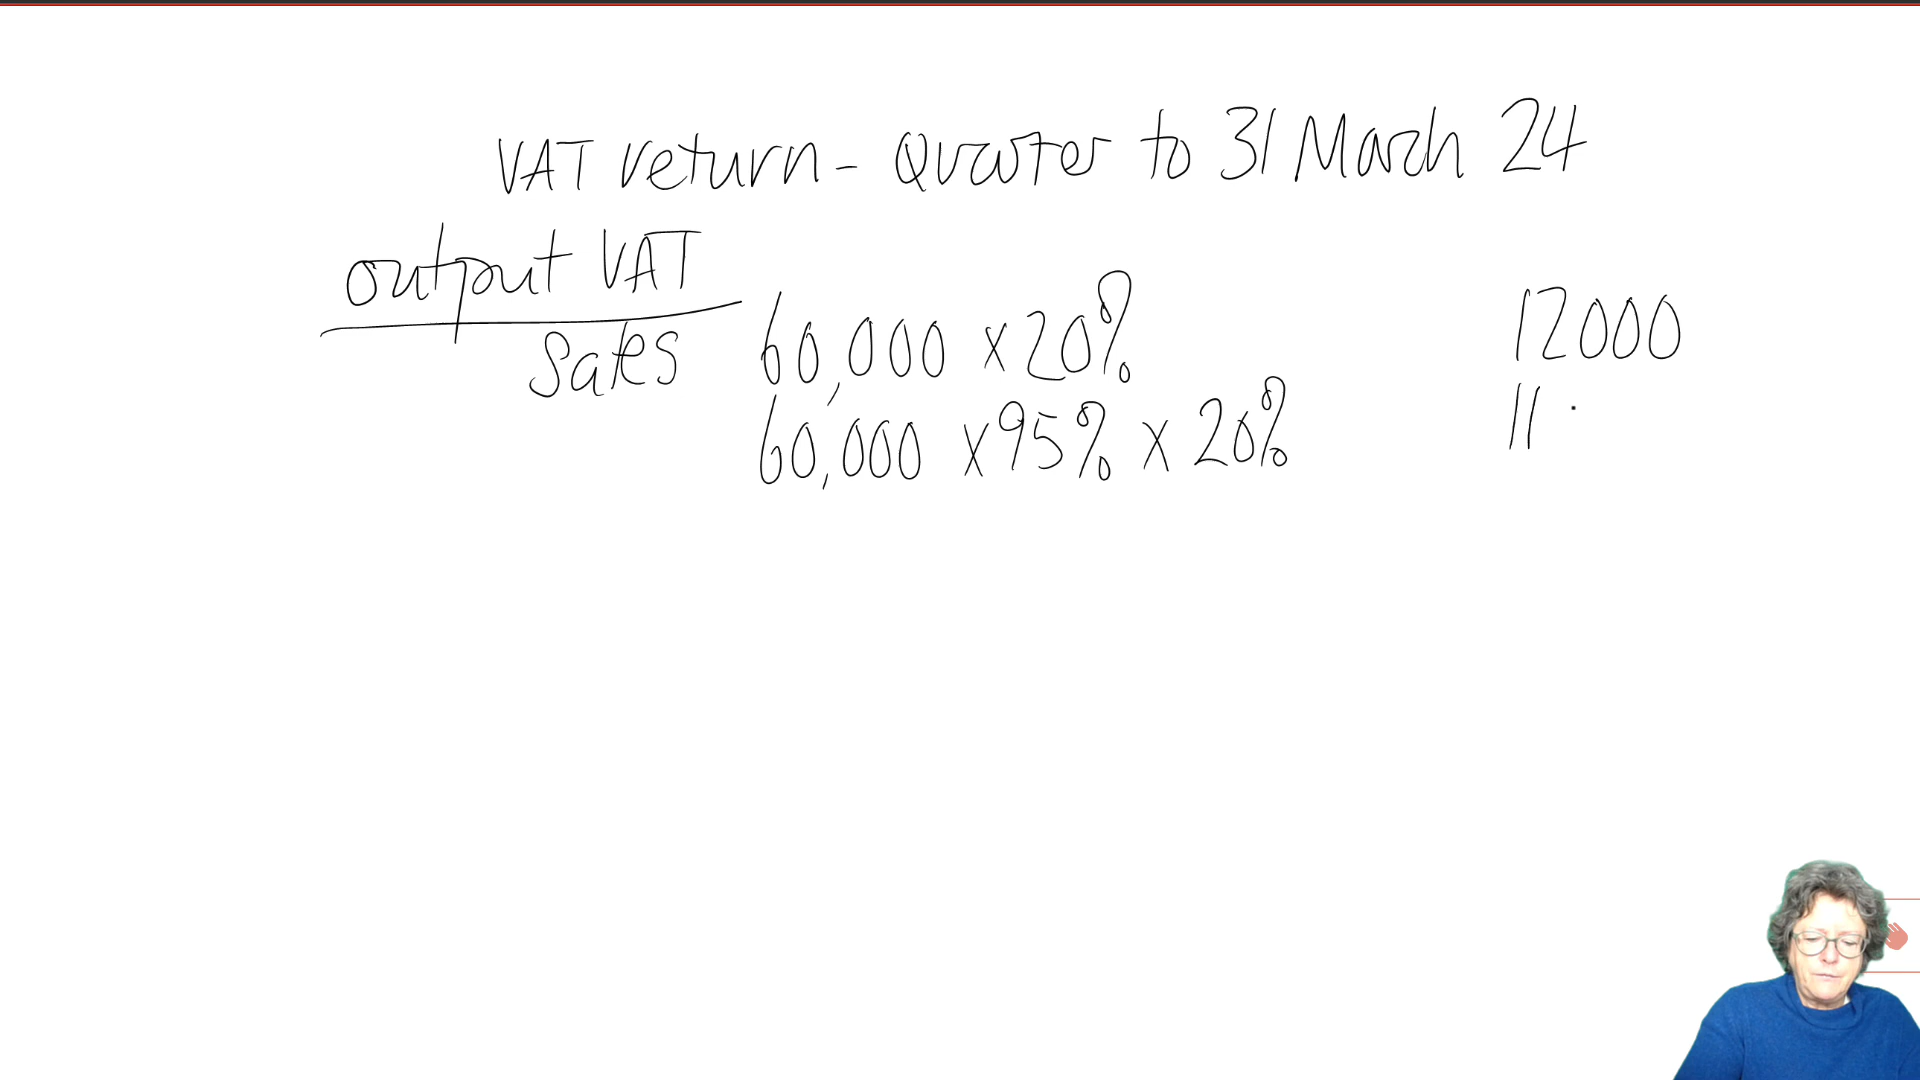 VAT return - Quarter to 31 March 24
output VAT
Sales 60,000 x 20% 12000
60,000 x 95% x 20% 11